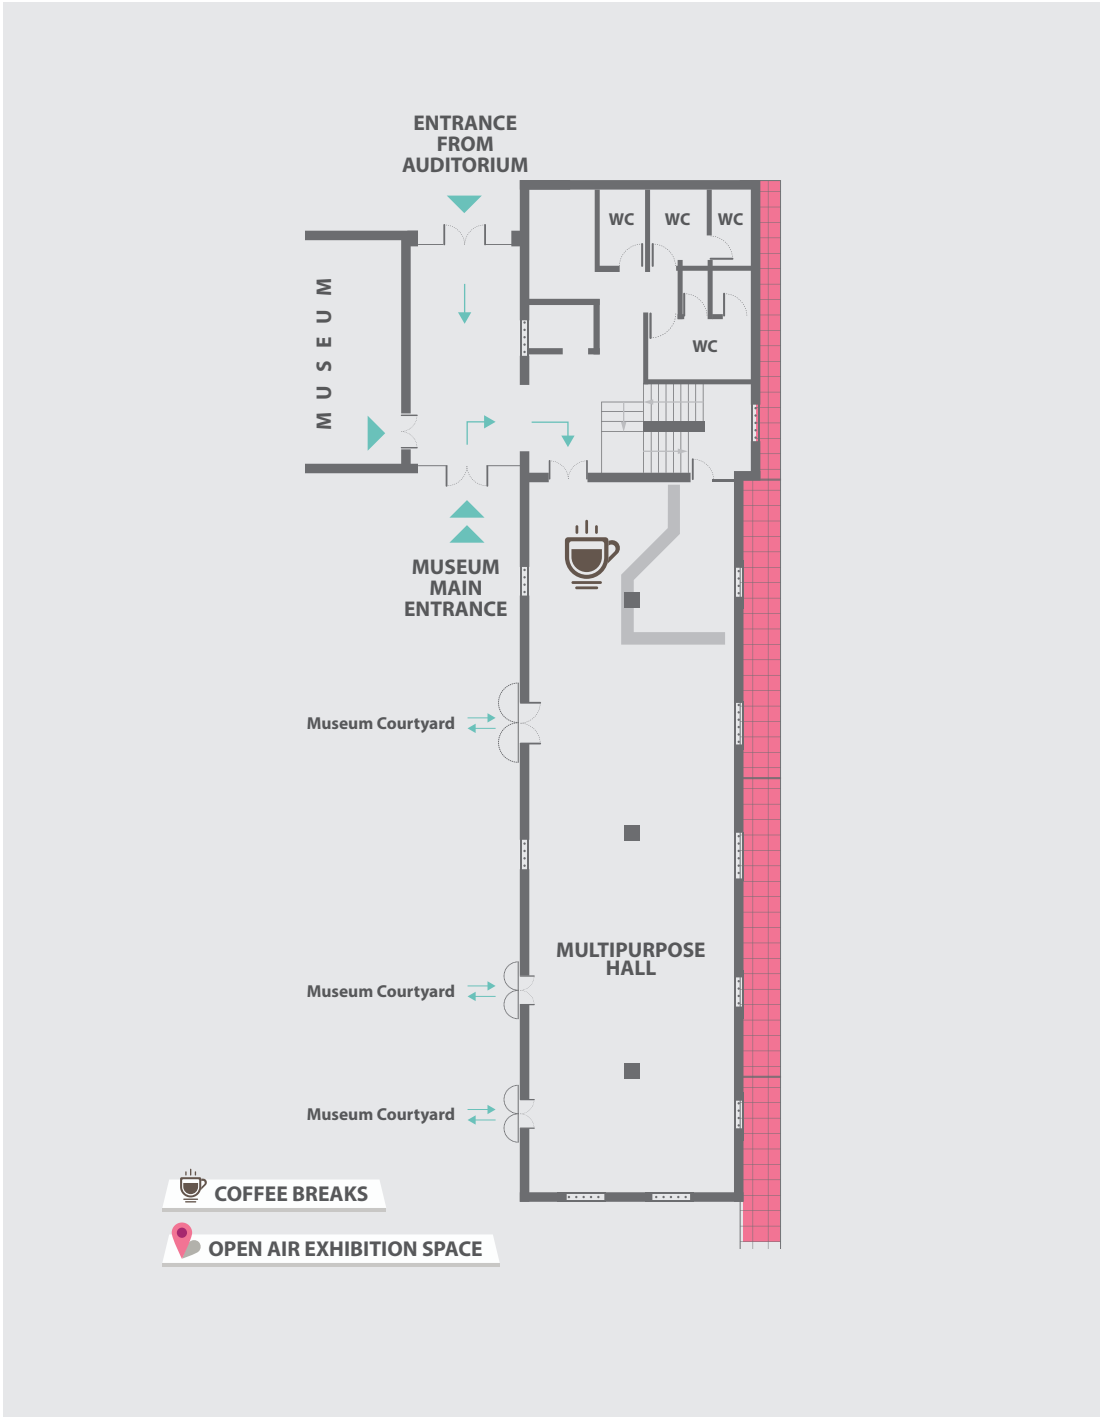 ENTRANCE
FROM
AUDITORIUM
WC
WC
WC
MUSEUM
WC
MUSEUM
MAIN
ENTRANCE
Museum Courtyard
MULTIPURPOSE
HALL
Museum Courtyard
Museum Courtyard
COFFEE BREAKS
OPEN AIR EXHIBITION SPACE